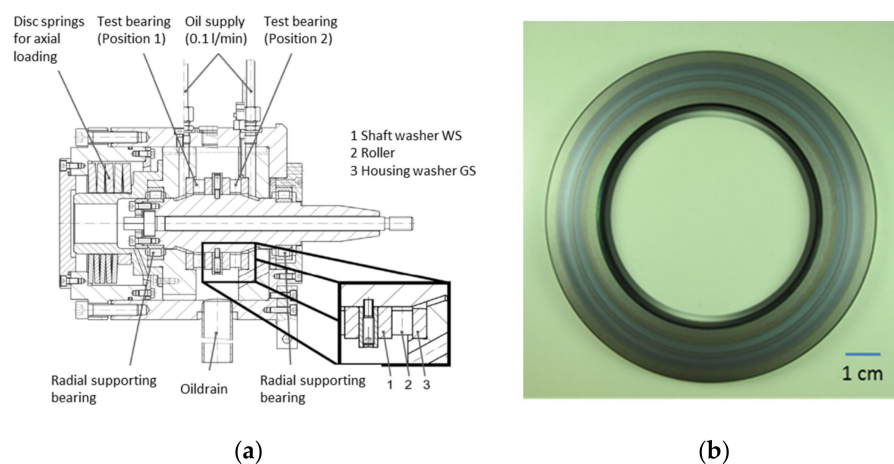 Disc springs
for axial
loading
Test bearing
(Position 1)
Oil supply
(0.1 l/min)
Test bearing
(Position 2)
1 Shaft washer WS
2 Roller
3 Housing washer GS
Radial supporting
bearing
Oildrain
Radial supporting
bearing
1 2 3
1 cm
(a) (b)